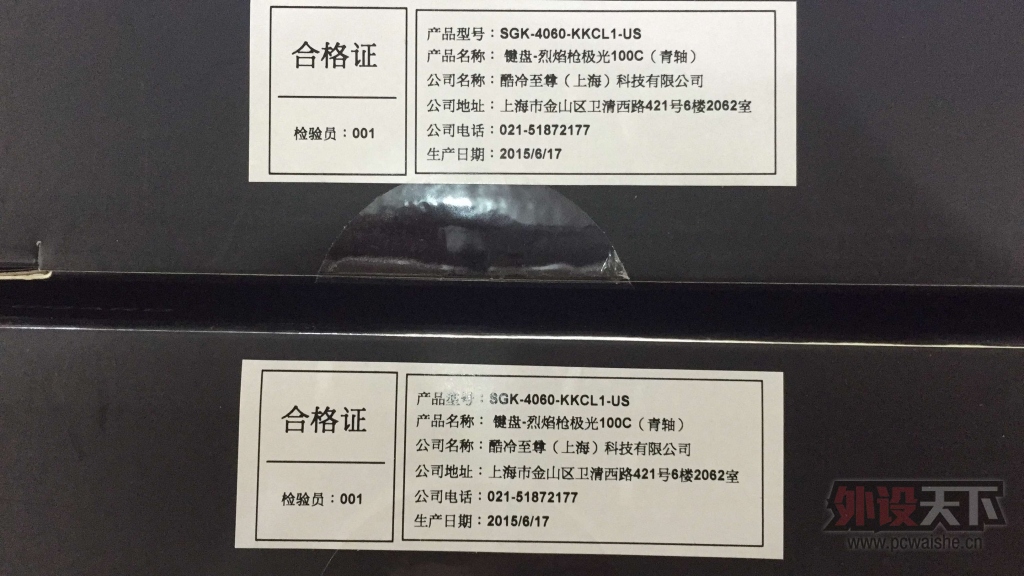 合格证
检验员：001
产品型号：SGK-4060-KKCL1-US
产品名称： 键盘-烈焰枪极光100C（青轴）
公司名称：酷冷至尊（上海）科技有限公司
公司地址：上海市金山区卫清西路421号6楼2062室
公司电话：021-51872177
生产日期：2015/6/17
合格证
检验员：001
产品型号：SGK-4060-KKCL1-US
产品名称： 键盘-烈焰枪极光100C（青轴）
公司名称：酷冷至尊（上海）科技有限公司
公司地址：上海市金山区卫清西路421号6楼2062室
公司电话：021-51872177
生产日期：2015/6/17
外设天下
www.pcwaishe.cn